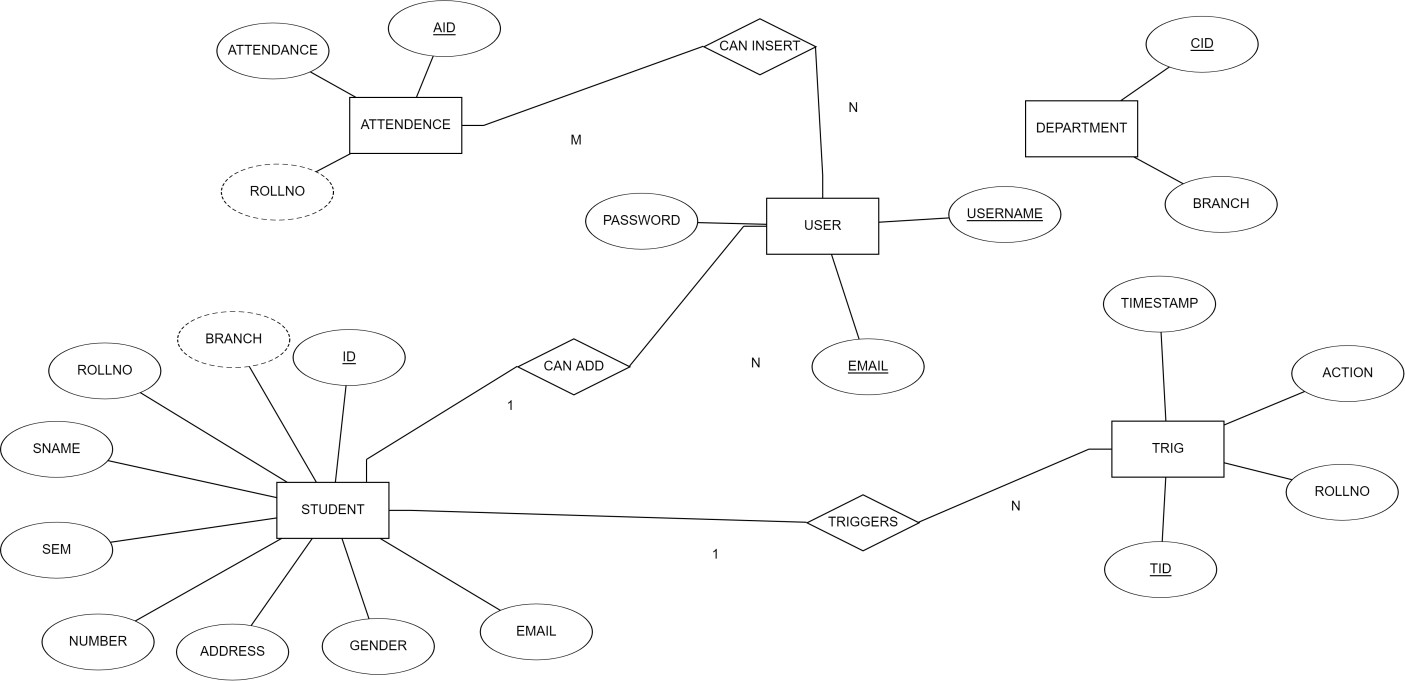 AID
CID
CAN INSERT
ATTENDANCE
N
ATTENDENCE
DEPARTMENT
M
ROLLNO
BRANCH
USERNAME
PASSWORD
USER
TIMESTAMP
BRANCH
ID
ROLLNO
CAN ADD
N
EMAIL
ACTION
1
SNAME
TRIG
ROLLNO
N
STUDENT
TRIGGERS
SEM
1
TID
EMAIL
NUMBER
GENDER
ADDRESS